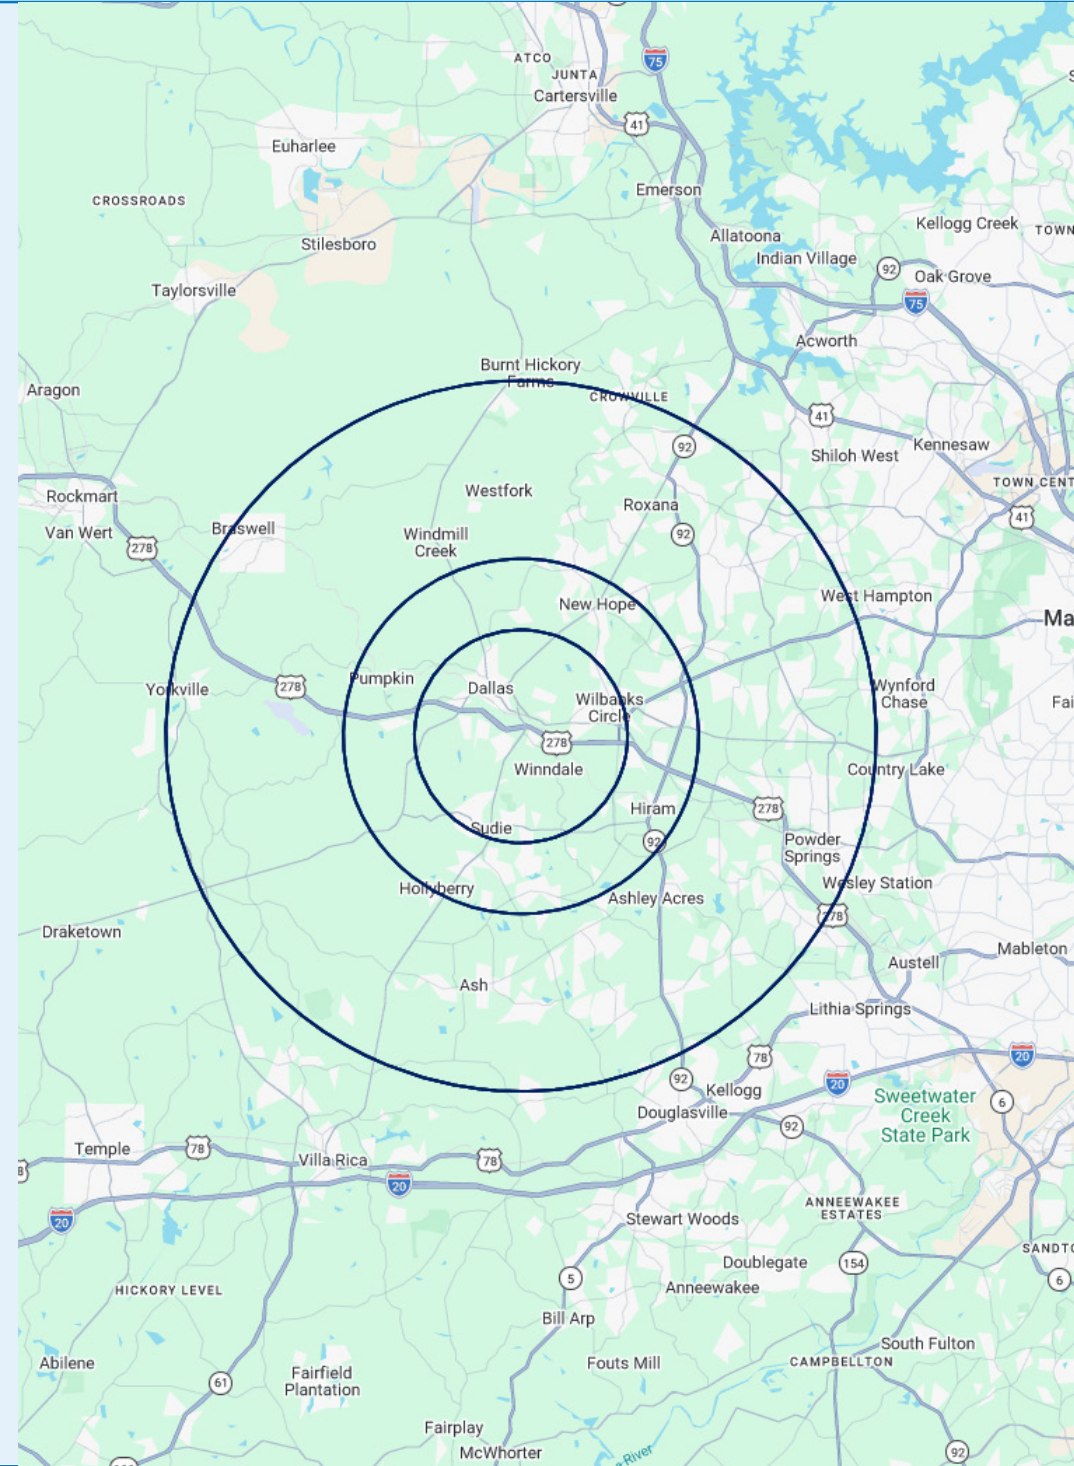 75
ATCO
JUNTA
Cartersville
41
Euharlee
Emerson
CROSSROADS
Kellogg Creek
TOWN
Allatoona
Stilesboro
Indian Village
92
Oak Grove
Taylorsville
75
Acworth
Burnt Hickory
Farms
Aragon
CROWVILLE
41
92
Kennesaw
Shiloh West
TOWN CENT
Westfork
Rockmart
Roxana
41
Braswell
Van Wert
Windmill
Creek
92
278
West Hampton
New Hope
Ma
Pumpkin
Yorkville
278
Dallas
Wynford
Chase
Wilbanks
Circle
Fai
278
Winndale
Country Lake
Hiram
278
Sudie
92
Powder
Springs
Hollyberry
Wesley Station
Ashley Acres
278
Draketown
Mableton
Austell
Ash
Lithia Springs
78
20
92
20
Kellogg
Sweetwater
Creek
State Park
6
Douglasville
92
Temple
78
Villa Rica
78
8
20
ANNEEWAKEE
ESTATES
20
Stewart Woods
SANDTO
Doublegate
154
5
6
HICKORY LEVEL
Anneewakee
Bill Arp
South Fulton
Abilene
Fouts Mill
CAMPBELLTON
Fairfield
Plantation
61
Fairplay
McWhorter
River
92